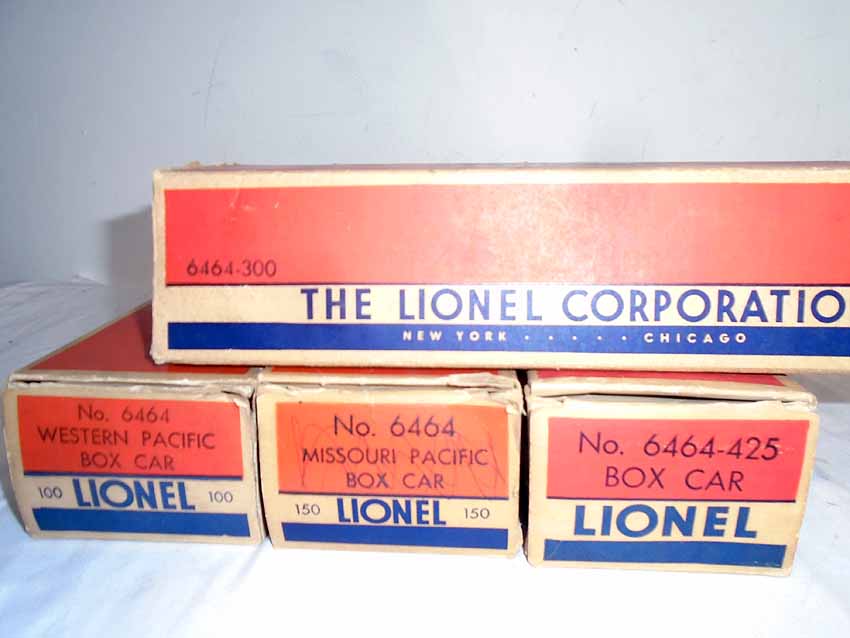 6464-300
THE LIONEL CORPORATIO
NEW YORK . . . . . CHICAGO
No. 6464
WESTERN PACIFIC
BOX CAR
100 LIONEL 100
No. 6464
MISSOURI PACIFIC
BOX CAR
150 LIONEL 150
No. 6464-425
BOX CAR
LIONEL